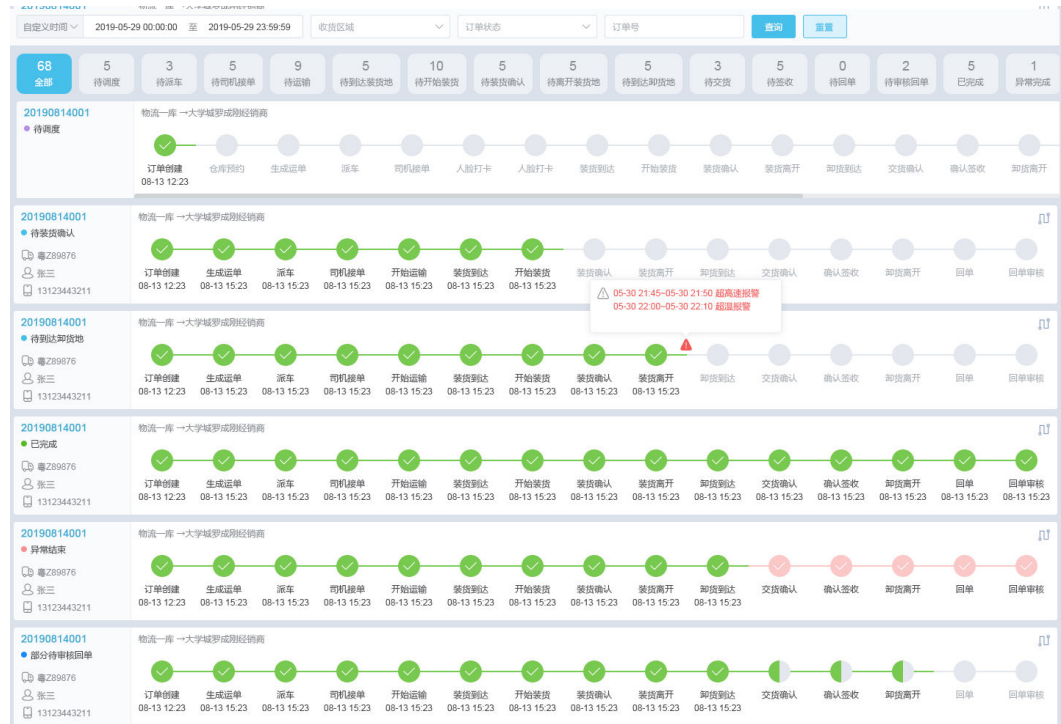 自定义时间 2019-05-29 00:00:00 至 2019-05-29 23:59:59 收货区域 订单状态 订单号 查询 重置
68 5 3 5 9 5 10 5 5 5 3 5 0 2 5 1
全部 待调度 待派车 待司机接单 待运输 待到达装货地 待开始装货 待装货确认 待离开装货地 待到达卸货地 待交货 待签收 待回单 待审核回单 已完成 异常完成
20190814001 物流一库 →大学城罗成刚经销商
待调度
订单创建 仓库预约 生成运单 派车 司机接单 人脸打卡 人脸打卡 装货到达 开始装货 装货确认 装货离开 卸货到达 交货确认 确认签收 卸货离开
08-13 12:23
20190814001 物流一库 →大学城罗成刚经销商
待装货确认
粤Z89876
张三 订单创建 生成运单 派车 司机接单 开始运输 装货到达 开始装货 装货确认 装货离开 卸货到达 交货确认 确认签收 卸货离开 回单 回单审核
13123443211 08-13 12:23 08-13 15:23 08-13 15:23 08-13 15:23 08-13 15:23 08-13 15:23 08-13 15:23
05-30 21:45~05-30 21:50 超高速报警
05-30 22:00~05-30 22:10 超温报警
20190814001 物流一库 →大学城罗成刚经销商
待到达卸货地
粤Z89876
张三 订单创建 生成运单 派车 司机接单 开始运输 装货到达 开始装货 装货确认 装货离开 卸货到达 交货确认 确认签收 卸货离开 回单 回单审核
13123443211 08-13 12:23 08-13 15:23 08-13 15:23 08-13 15:23 08-13 15:23 08-13 15:23 08-13 15:23 08-13 15:23 08-13 15:23
20190814001 物流一库 →大学城罗成刚经销商
已完成
粤Z89876
张三 订单创建 生成运单 派车 司机接单 开始运输 装货到达 开始装货 装货确认 装货离开 卸货到达 交货确认 确认签收 卸货离开 回单 回单审核
13123443211 08-13 12:23 08-13 15:23 08-13 15:23 08-13 15:23 08-13 15:23 08-13 15:23 08-13 15:23 08-13 15:23 08-13 15:23 08-13 15:23 08-13 15:23 08-13 15:23 08-13 15:23 08-13 15:23 08-13 15:23
20190814001 物流一库 →大学城罗成刚经销商
异常结束
粤Z89876
张三 订单创建 生成运单 派车 司机接单 开始运输 装货到达 开始装货 装货确认 装货离开 卸货到达 交货确认 确认签收 卸货离开 回单 回单审核
13123443211 08-13 12:23 08-13 15:23 08-13 15:23 08-13 15:23 08-13 15:23 08-13 15:23 08-13 15:23 08-13 15:23 08-13 15:23 08-13 15:23
20190814001 物流一库 →大学城罗成刚经销商
部分待审核回单
粤Z89876
张三 订单创建 生成运单 派车 司机接单 开始运输 装货到达 开始装货 装货确认 装货离开 卸货到达 交货确认 确认签收 卸货离开 回单 回单审核
13123443211 08-13 12:23 08-13 15:23 08-13 15:23 08-13 15:23 08-13 15:23 08-13 15:23 08-13 15:23 08-13 15:23 08-13 15:23 08-13 15:23